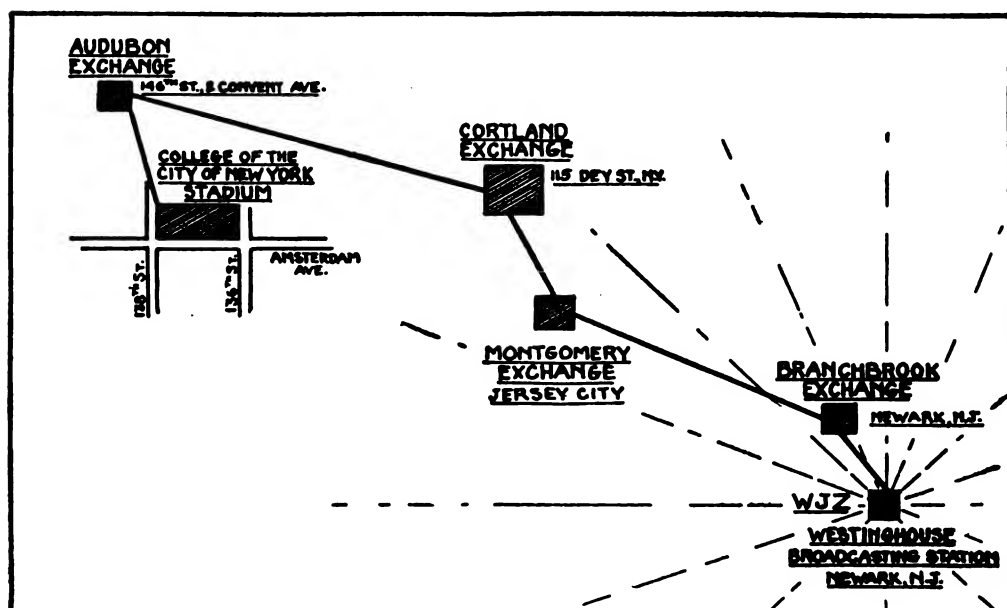 AUDUBON
EXCHANGE
146TH ST., & CONVENT AVE.
CORTLAND
EXCHANGE
115 DEY ST., N.Y.
COLLEGE OF THE
CITY OF NEW YORK
STADIUM
AMSTERDAM
AVE.
138TH ST.
136TH ST.
MONTGOMERY
EXCHANGE
JERSEY CITY
BRANCHBROOK
EXCHANGE
NEWARK, N.J.
WJZ
WESTINGHOUSE
BROADCASTING STATION
NEWARK, N.J.